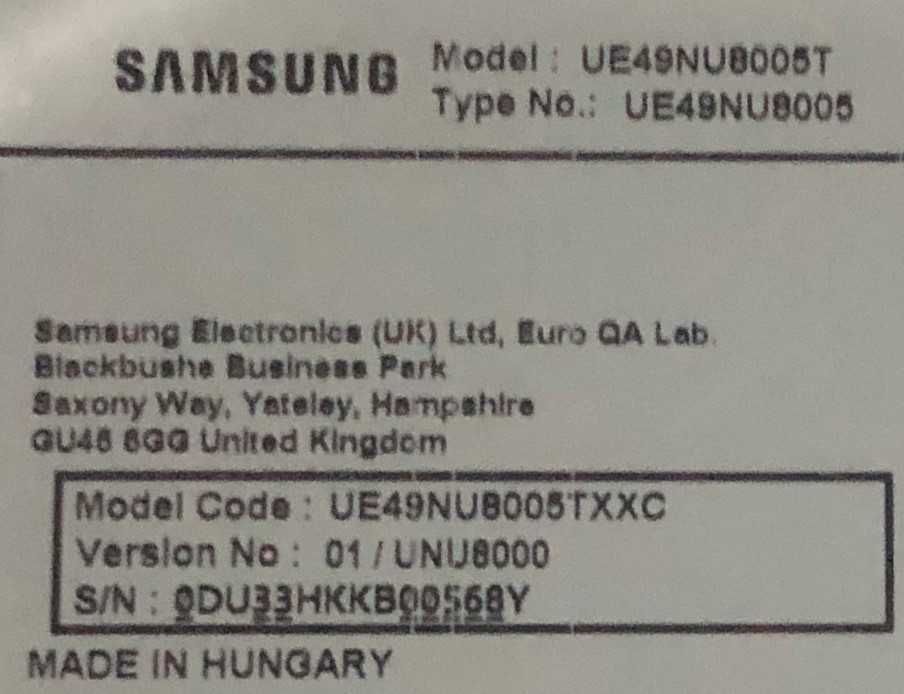 SAMSUNG
Model : UE49NU8005T
Type No.: UE49NU8005
Samsung Electronics (UK) Ltd, Euro QA Lab.
Blackbushe Business Park
Saxony Way, Yateley, Hampshire
GU46 6GG United Kingdom
Model Code : UE49NU8005TXXC
Version No : 01 / UNU8000
S/N : 0DU33HKKB00568Y
MADE IN HUNGARY